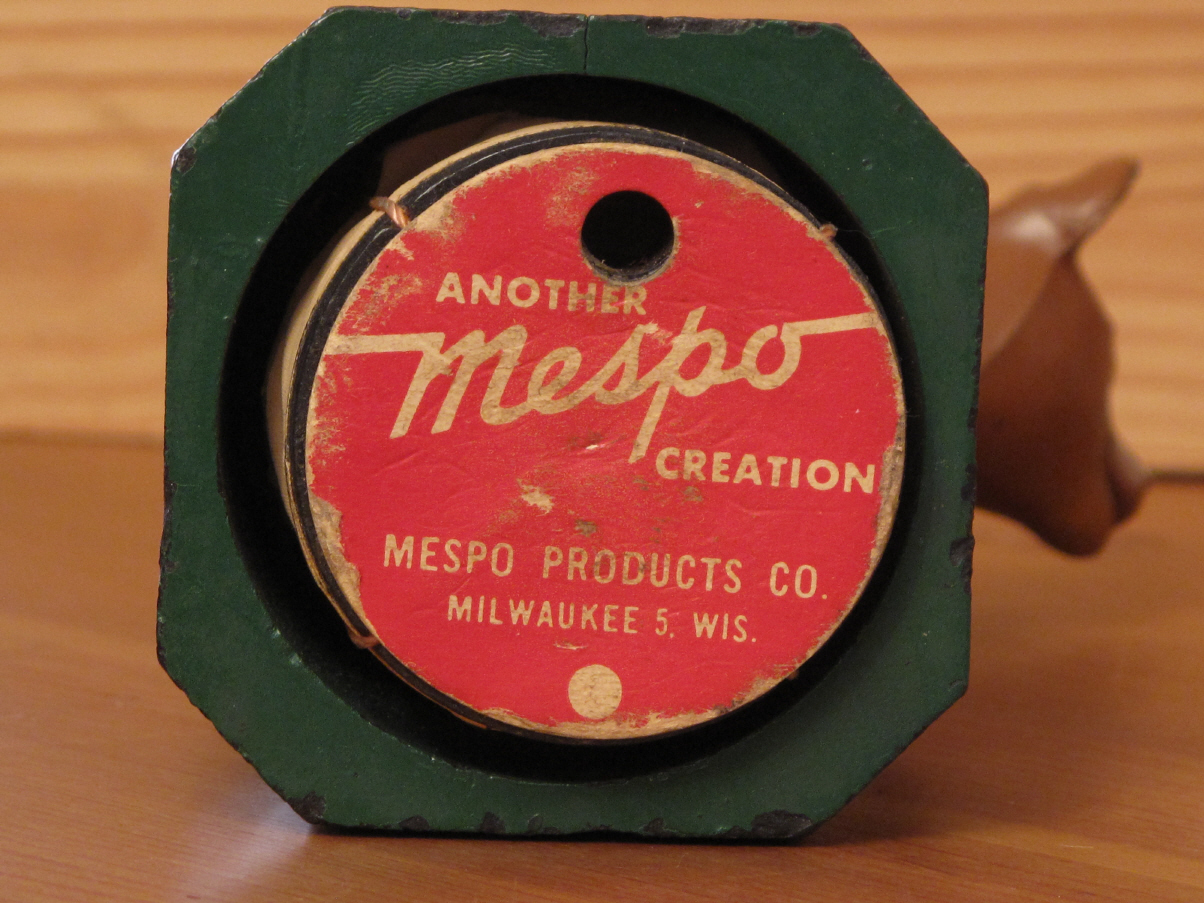 ANOTHER
Mespo
CREATION
MESPO PRODUCTS CO.
MILWAUKEE 5, WIS.